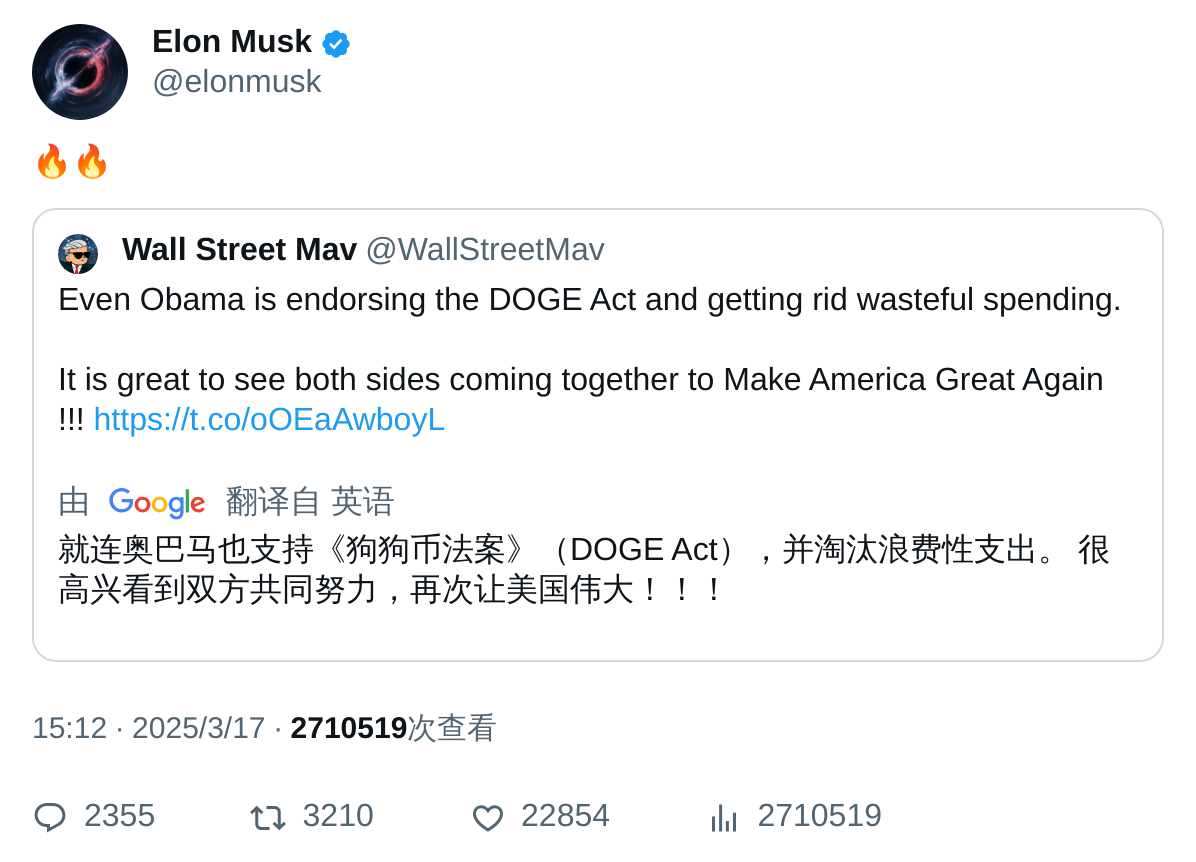 Elon Musk
@elonmusk
🔥🔥
Wall Street Mav @WallStreetMav
Even Obama is endorsing the DOGE Act and getting rid wasteful spending.
It is great to see both sides coming together to Make America Great Again
!!! https://t.co/oOEaAwboyL
由 Google 翻译自 英语
就连奥巴马也支持《狗狗币法案》（DOGE Act），并淘汰浪费性支出。 很
高兴看到双方共同努力，再次让美国伟大！！！
15:12 · 2025/3/17 · 2710519次查看
2355 3210 22854 2710519